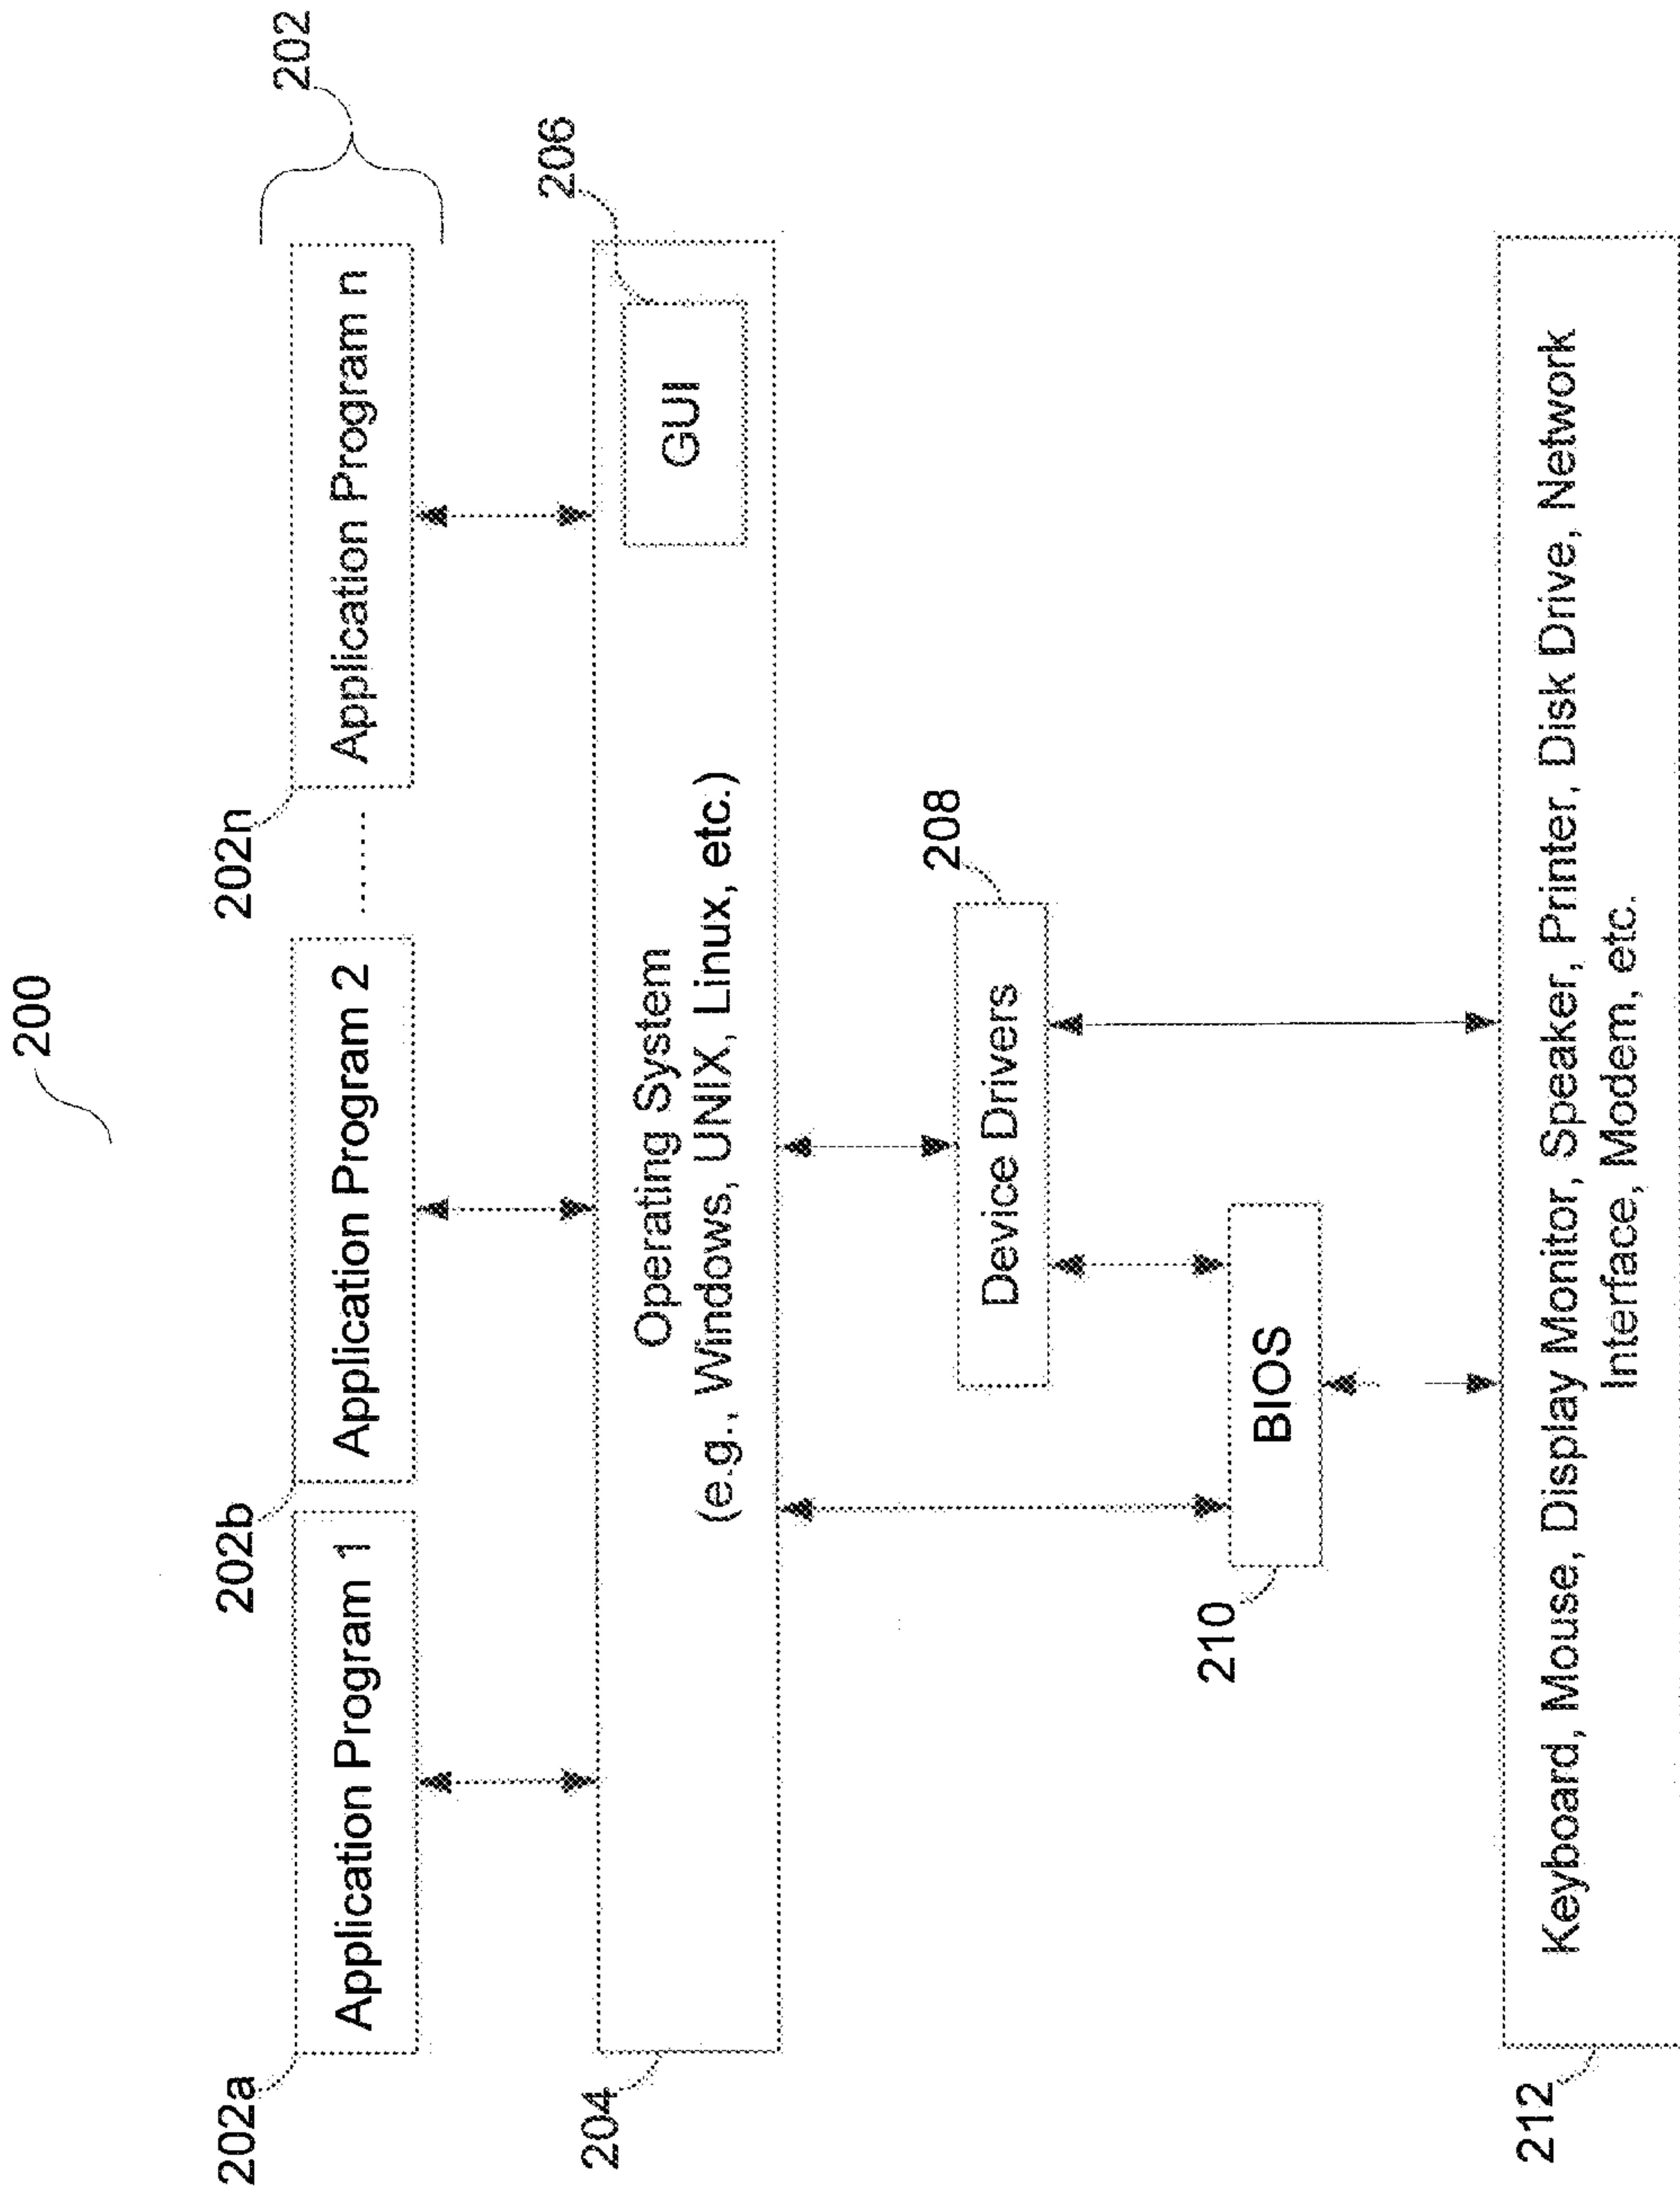 200
202
202a
202b
202n
Application Program 1
Application Program 2
Application Program n
206
204
Operating System
(e.g., Windows, UNIX, Linux, etc.)
GUI
208
Device Drivers
210
BIOS
212
Keyboard, Mouse, Display Monitor, Speaker, Printer, Disk Drive, Network
Interface, Modem, etc.